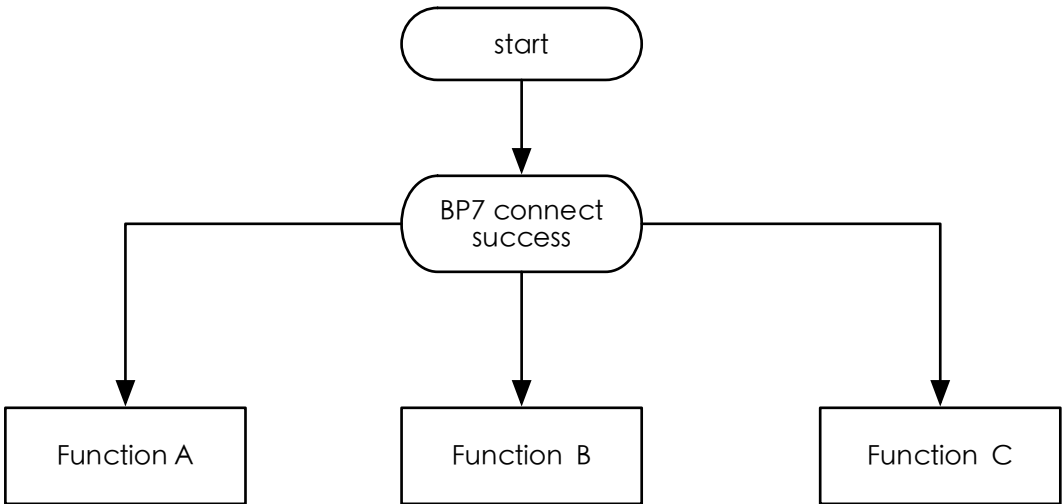 start
BP7 connect
success
Function A
Function B
Function C